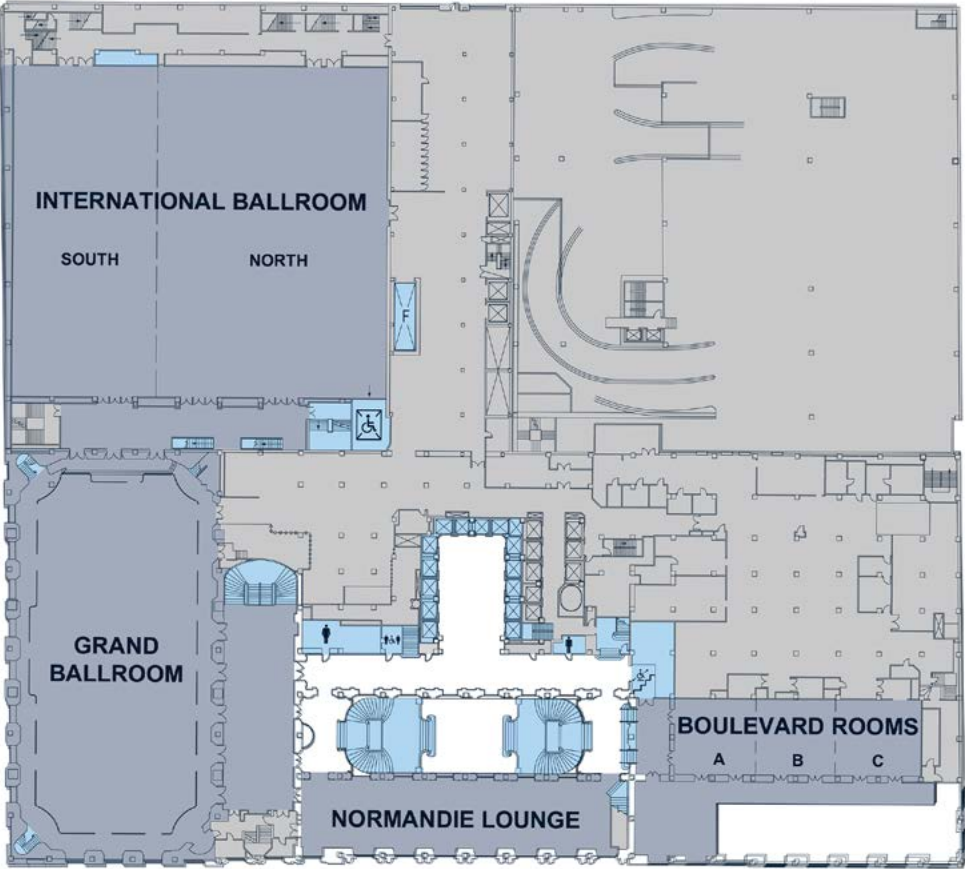 INTERNATIONAL BALLROOM
SOUTH
NORTH
F
GRAND
BALLROOM
BOULEVARD ROOMS
A
B
C
NORMANDIE LOUNGE